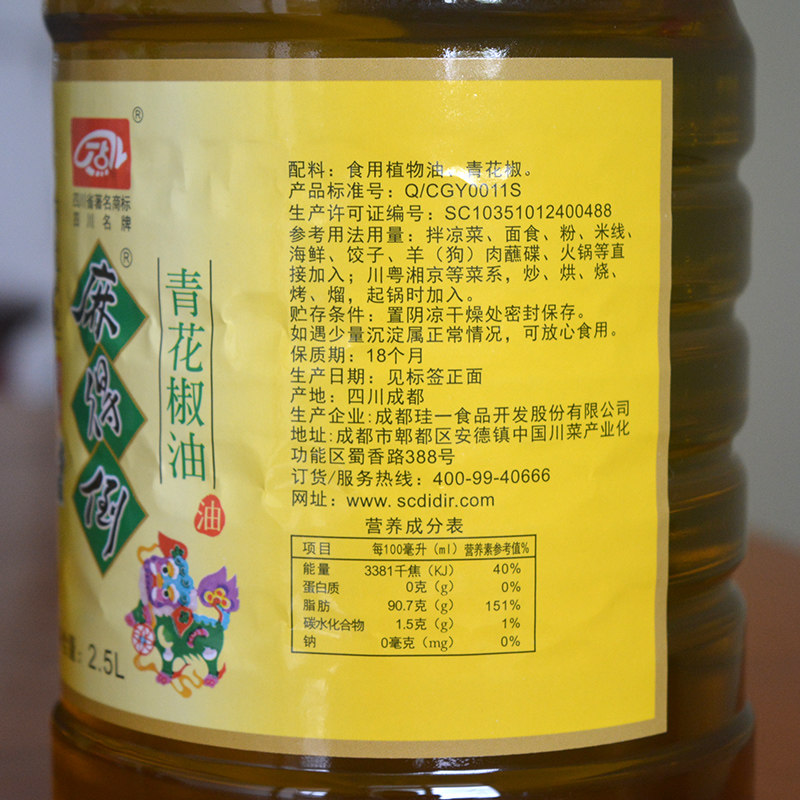 ®
四川省著名商标
四川名牌
®
麻得倒
青花椒油
油
量：2.5L
配料：食用植物油、青花椒。
产品标准号：Q/CGY0011S
生产许可证编号：SC10351012400488
参考用法用量：拌凉菜、面食、粉、米线、
海鲜、饺子、羊（狗）肉蘸碟、火锅等直
接加入；川粤湘京等菜系，炒、烘、烧、
烤、熘，起锅时加入。
贮存条件：置阴凉干燥处密封保存。
如遇少量沉淀属正常情况，可放心食用。
保质期：18个月
生产日期：见标签正面
产地：四川成都
生产企业:成都珪一食品开发股份有限公司
地址:成都市郫都区安德镇中国川菜产业化
功能区蜀香路388号
订货/服务热线：400-99-40666
网址：www.scdidir.com
营养成分表
项目 每100毫升（ml） 营养素参考值%
能量 3381千焦（KJ） 40%
蛋白质 0克（g） 0%
脂肪 90.7克（g） 151%
碳水化合物 1.5克（g） 1%
钠 0毫克（mg） 0%